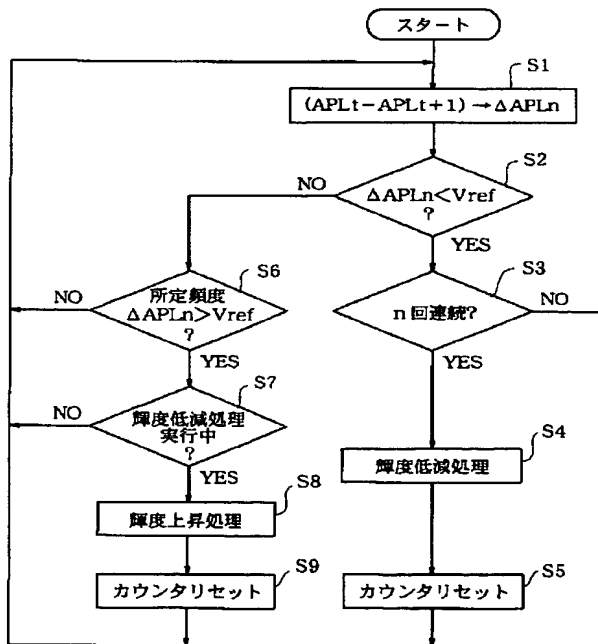 スタート
S1
(APLt−APLt+1)→ΔAPLn
S2
NO
ΔAPLn<Vref
?
YES
S6
S3
NO
所定頻度
ΔAPLn>Vref
?
n回連続?
NO
YES
YES
S7
NO
輝度低減処理
実行中
?
S4
YES
S8
輝度低減処理
輝度上昇処理
S9
S5
カウンタリセット
カウンタリセット